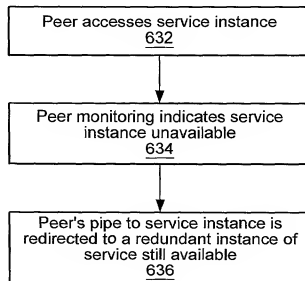 Peer accesses service instance
632
Peer monitoring indicates service
instance unavailable
634
Peer's pipe to service instance is
redirected to a redundant instance of
service still available
636